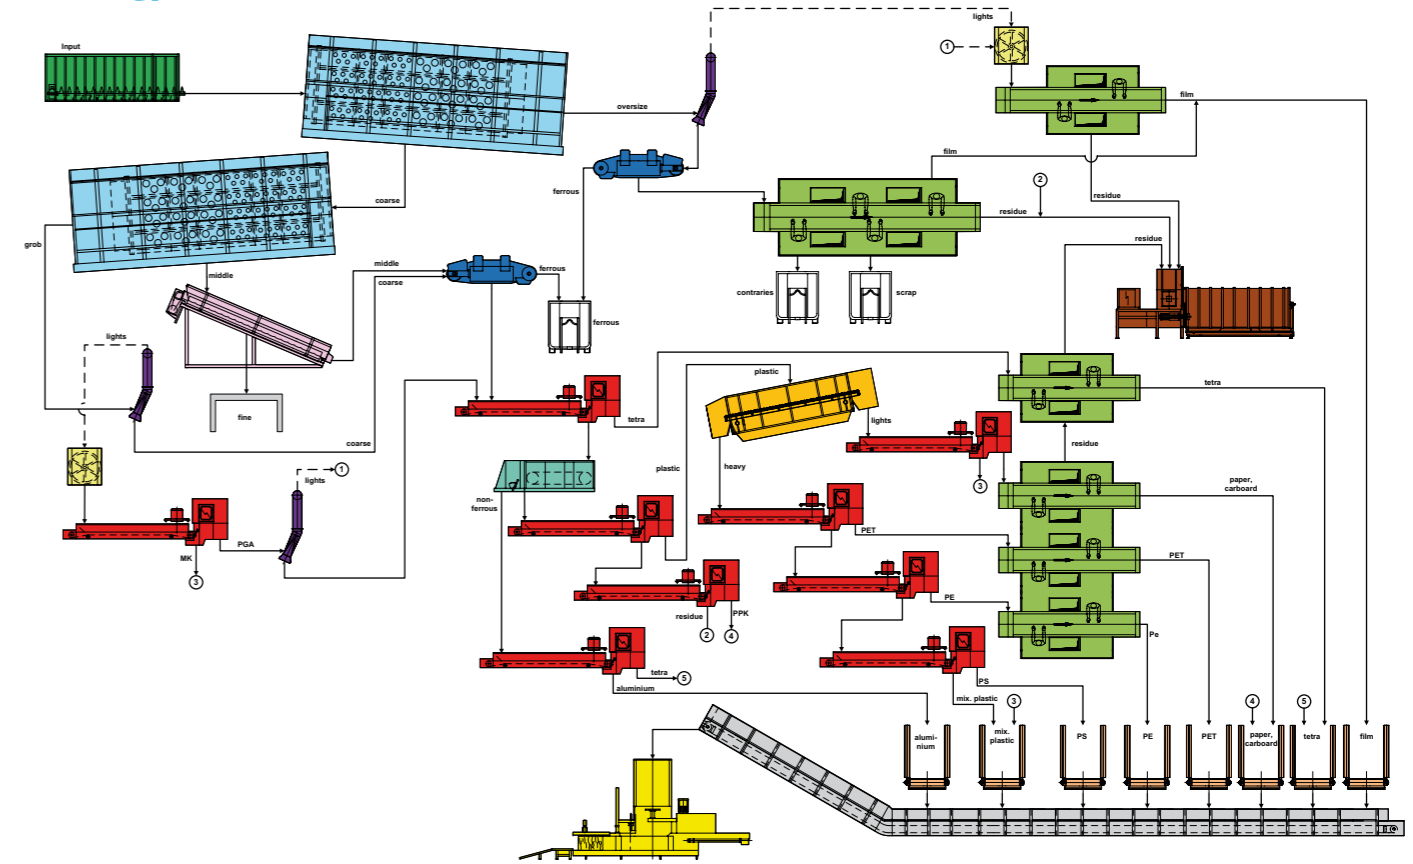 Input
lights
1
film
oversize
film
ferrous
2
residue
residue
coarse
residue
grob
middle
middle
coarse
ferrous
contraries
scrap
ferrous
lights
plastic
tetra
fine
tetra
lights
coarse
residue
lights
1
plastic
heavy
3
paper,
carboard
non-
ferrous
PET
PET
MK
PGA
3
PE
residue
PPK
2
4
Pe
tetra
5
aluminium
PS
mix. plastic
3
4
5
alumi-
nium
mix.
plastic
PS
PE
PET
paper,
carboard
tetra
film